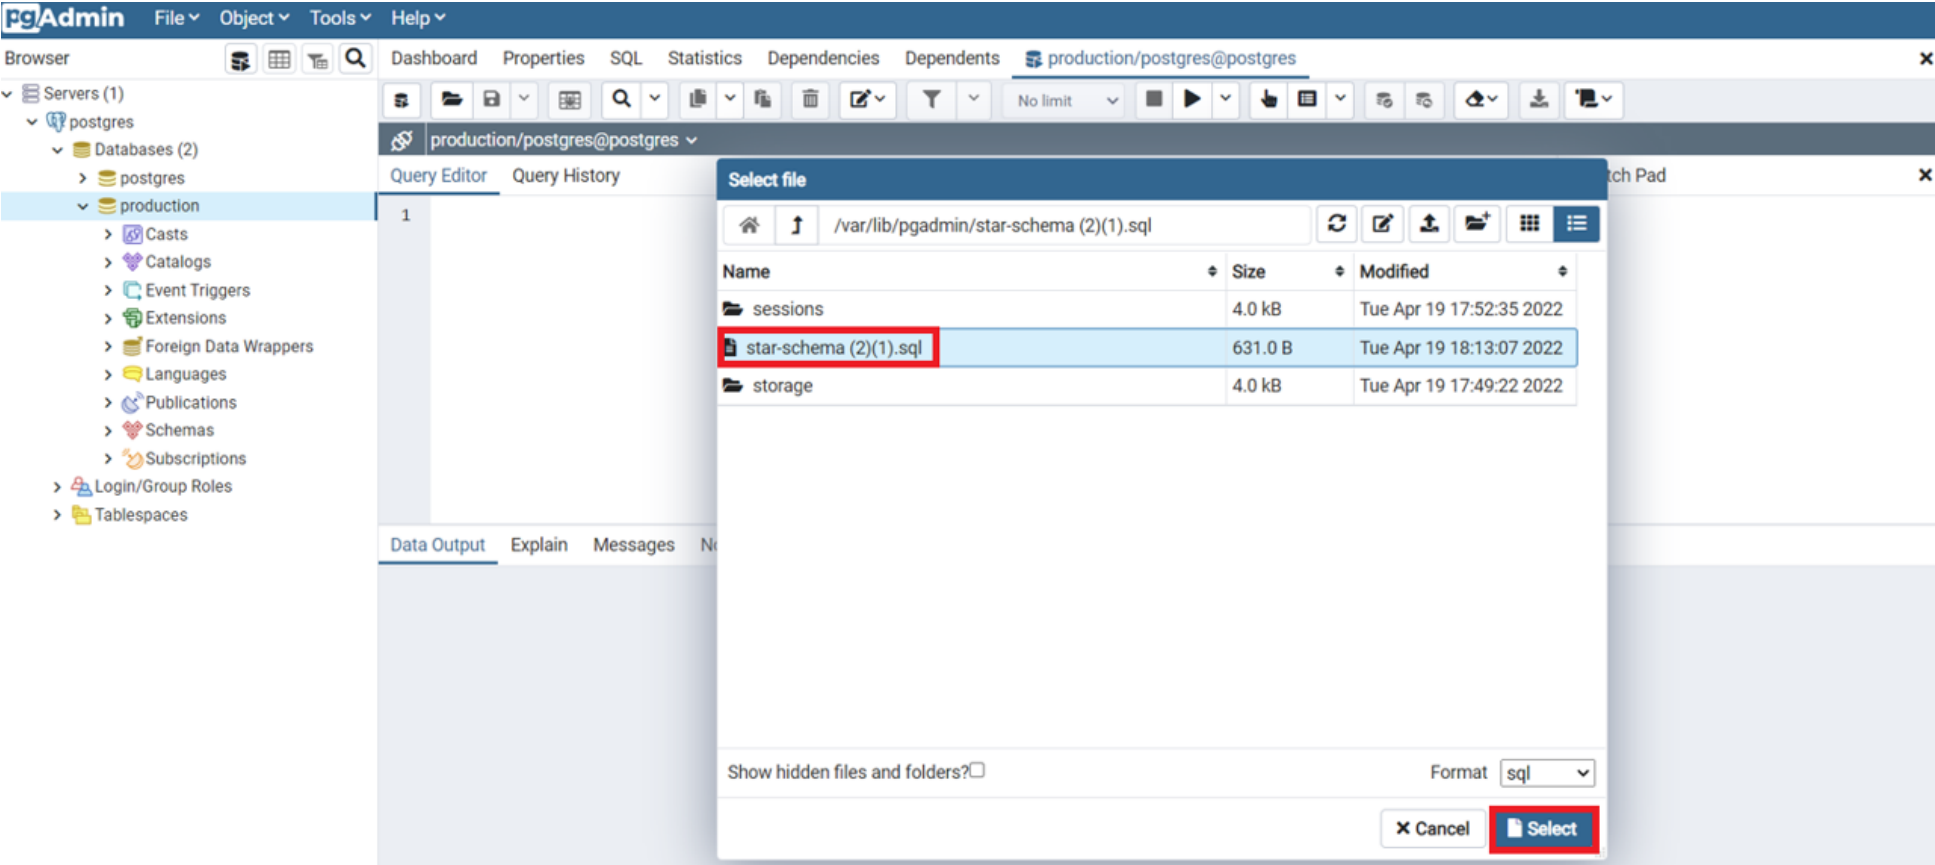 pgAdmin File Object Tools Help
Browser
Dashboard Properties SQL Statistics Dependencies Dependents production/postgres@postgres
Servers (1)
postgres
Databases (2)
postgres
production
Casts
Catalogs
Event Triggers
Extensions
Foreign Data Wrappers
Languages
Publications
Schemas
Subscriptions
Login/Group Roles
Tablespaces
No limit
production/postgres@postgres
Query Editor Query History
tch Pad
1
Select file
/var/lib/pgadmin/star-schema (2)(1).sql
Name Size Modified
sessions 4.0 kB Tue Apr 19 17:52:35 2022
star-schema (2)(1).sql 631.0 B Tue Apr 19 18:13:07 2022
storage 4.0 kB Tue Apr 19 17:49:22 2022
Show hidden files and folders? Format sql
Cancel Select
Data Output Explain Messages